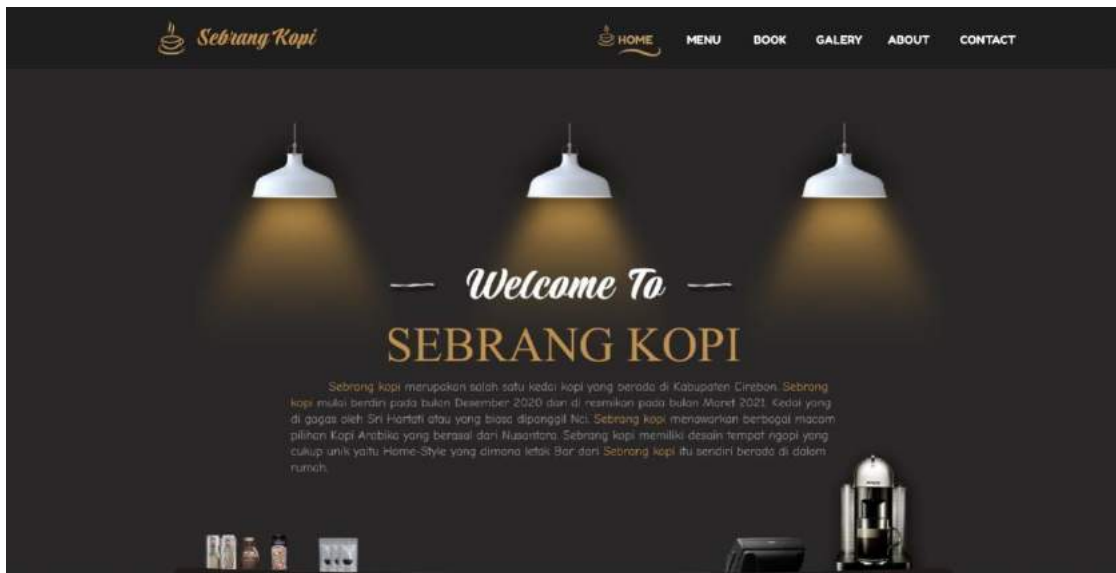 Sebrang Kopi
HOME MENU BOOK GALERY ABOUT CONTACT
Welcome To
SEBRANG KOPI
Sebrang kopi merupakan salah satu kedai kopi yang berada di Kabupaten Cirebon. Sebrang
kopi mulai berdiri pada bulan Desember 2020 dan di resmikan pada bulan Maret 2021. Kedai yang
di gagas oleh Sri Hartati atau yang biasa dipanggil Nci. Sebrang kopi menawarkan berbagai macam
pilihan Kopi Arabika yang berasal dari Nusantara. Sebrang kopi memiliki desain tempat ngopi yang
cukup unik yaitu Home-Style yang dimana letak Bar dari Sebrang kopi itu sendiri berada di dalam
rumah.